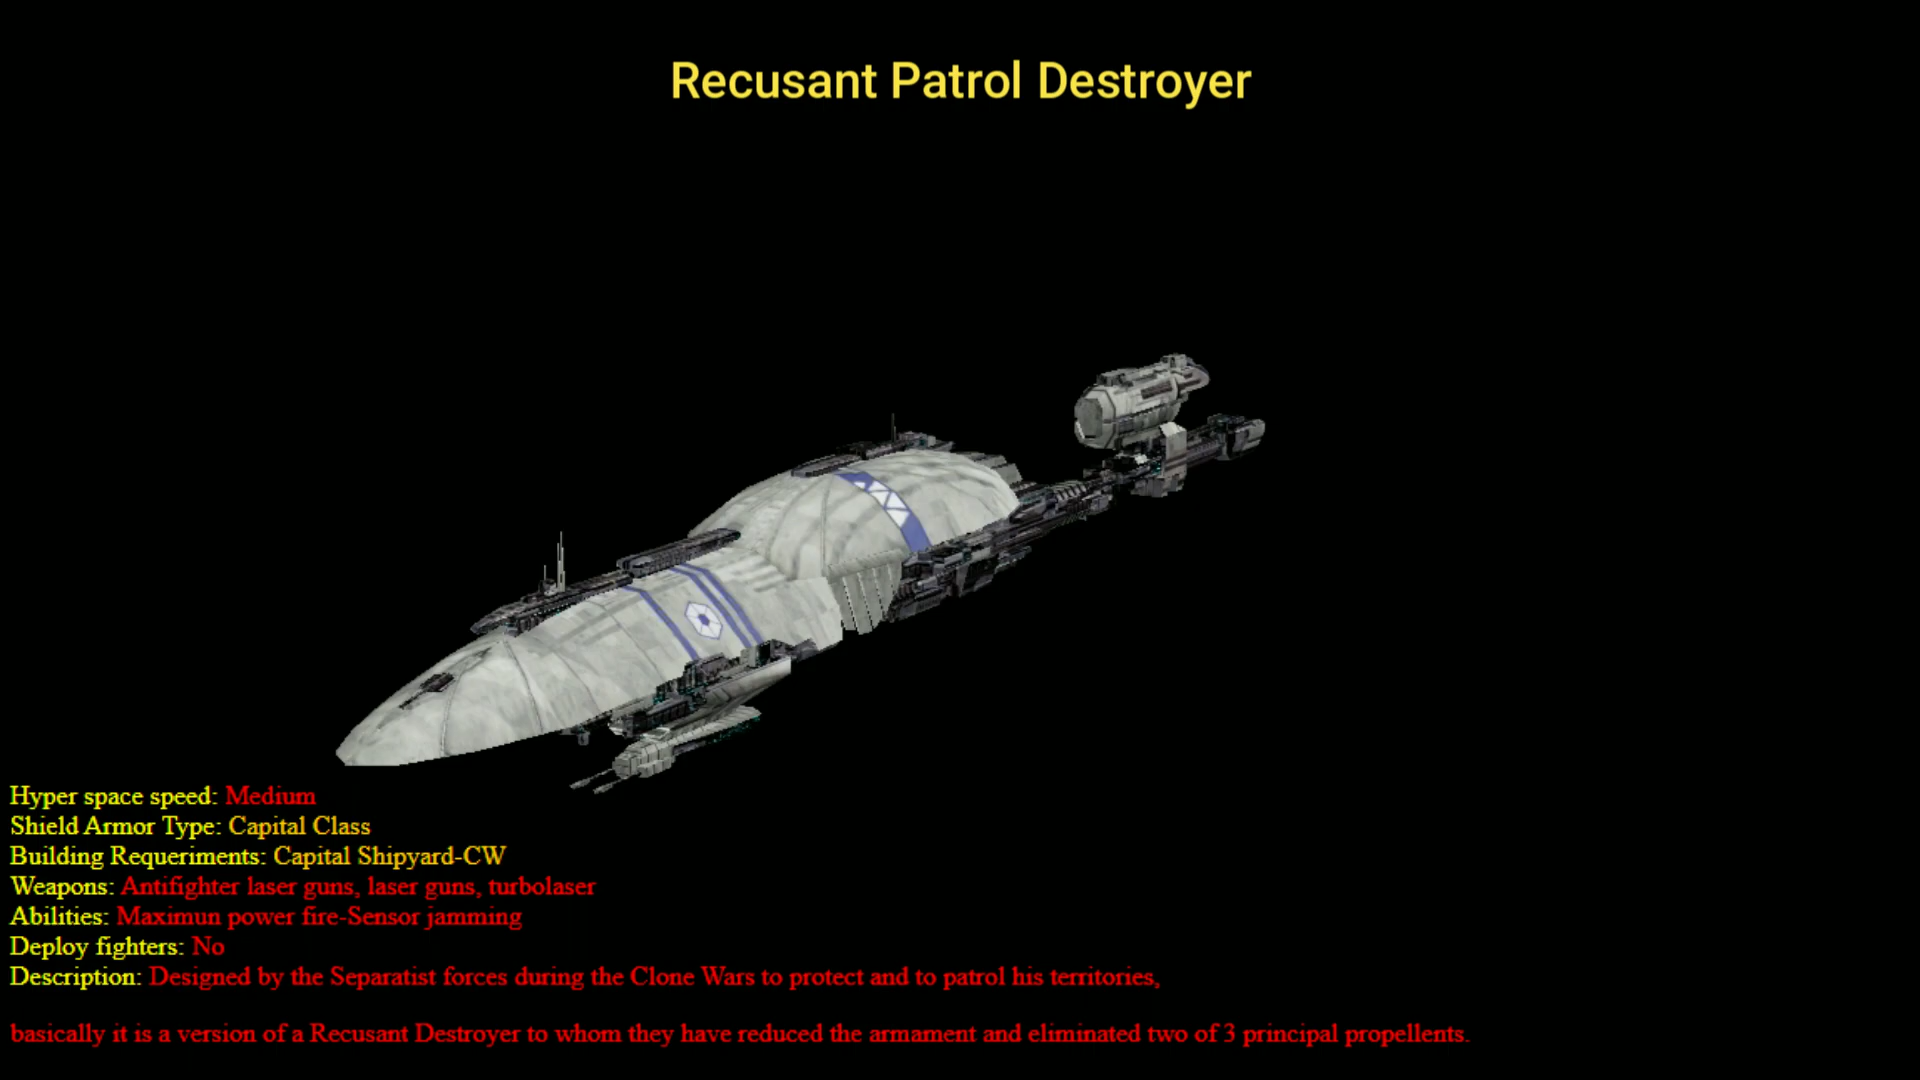 Recusant Patrol Destroyer
Hyper space speed: Medium
Shield Armor Type: Capital Class
Building Requeriments: Capital Shipyard-CW
Weapons: Antifighter laser guns, laser guns, turbolaser
Abilities: Maximun power fire-Sensor jamming
Deploy fighters: No
Description: Designed by the Separatist forces during the Clone Wars to protect and to patrol his territories,
basically it is a version of a Recusant Destroyer to whom they have reduced the armament and eliminated two of 3 principal propellents.